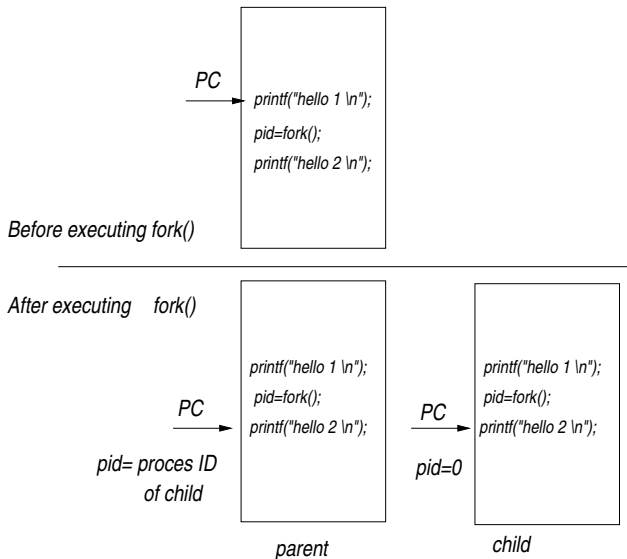 PC
printf("hello 1 \n");
pid=fork();
printf("hello 2 \n");
Before executing fork()
After executing fork()
printf("hello 1 \n");
pid=fork();
PC
printf("hello 2 \n");
pid= proces ID
of child
parent
printf("hello 1 \n");
pid=fork();
PC
printf("hello 2 \n");
pid=0
child